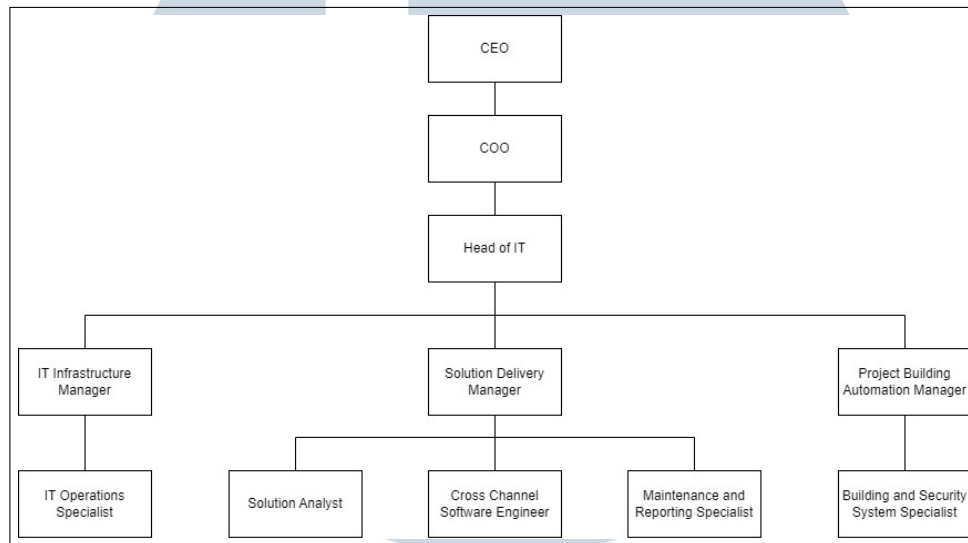 CEO
COO
Head of IT
IT Infrastructure
Manager
Solution Delivery
Manager
Project Building
Automation Manager
IT Operations
Specialist
Solution Analyst
Cross Channel
Software Engineer
Maintenance and
Reporting Specialist
Building and Security
System Specialist